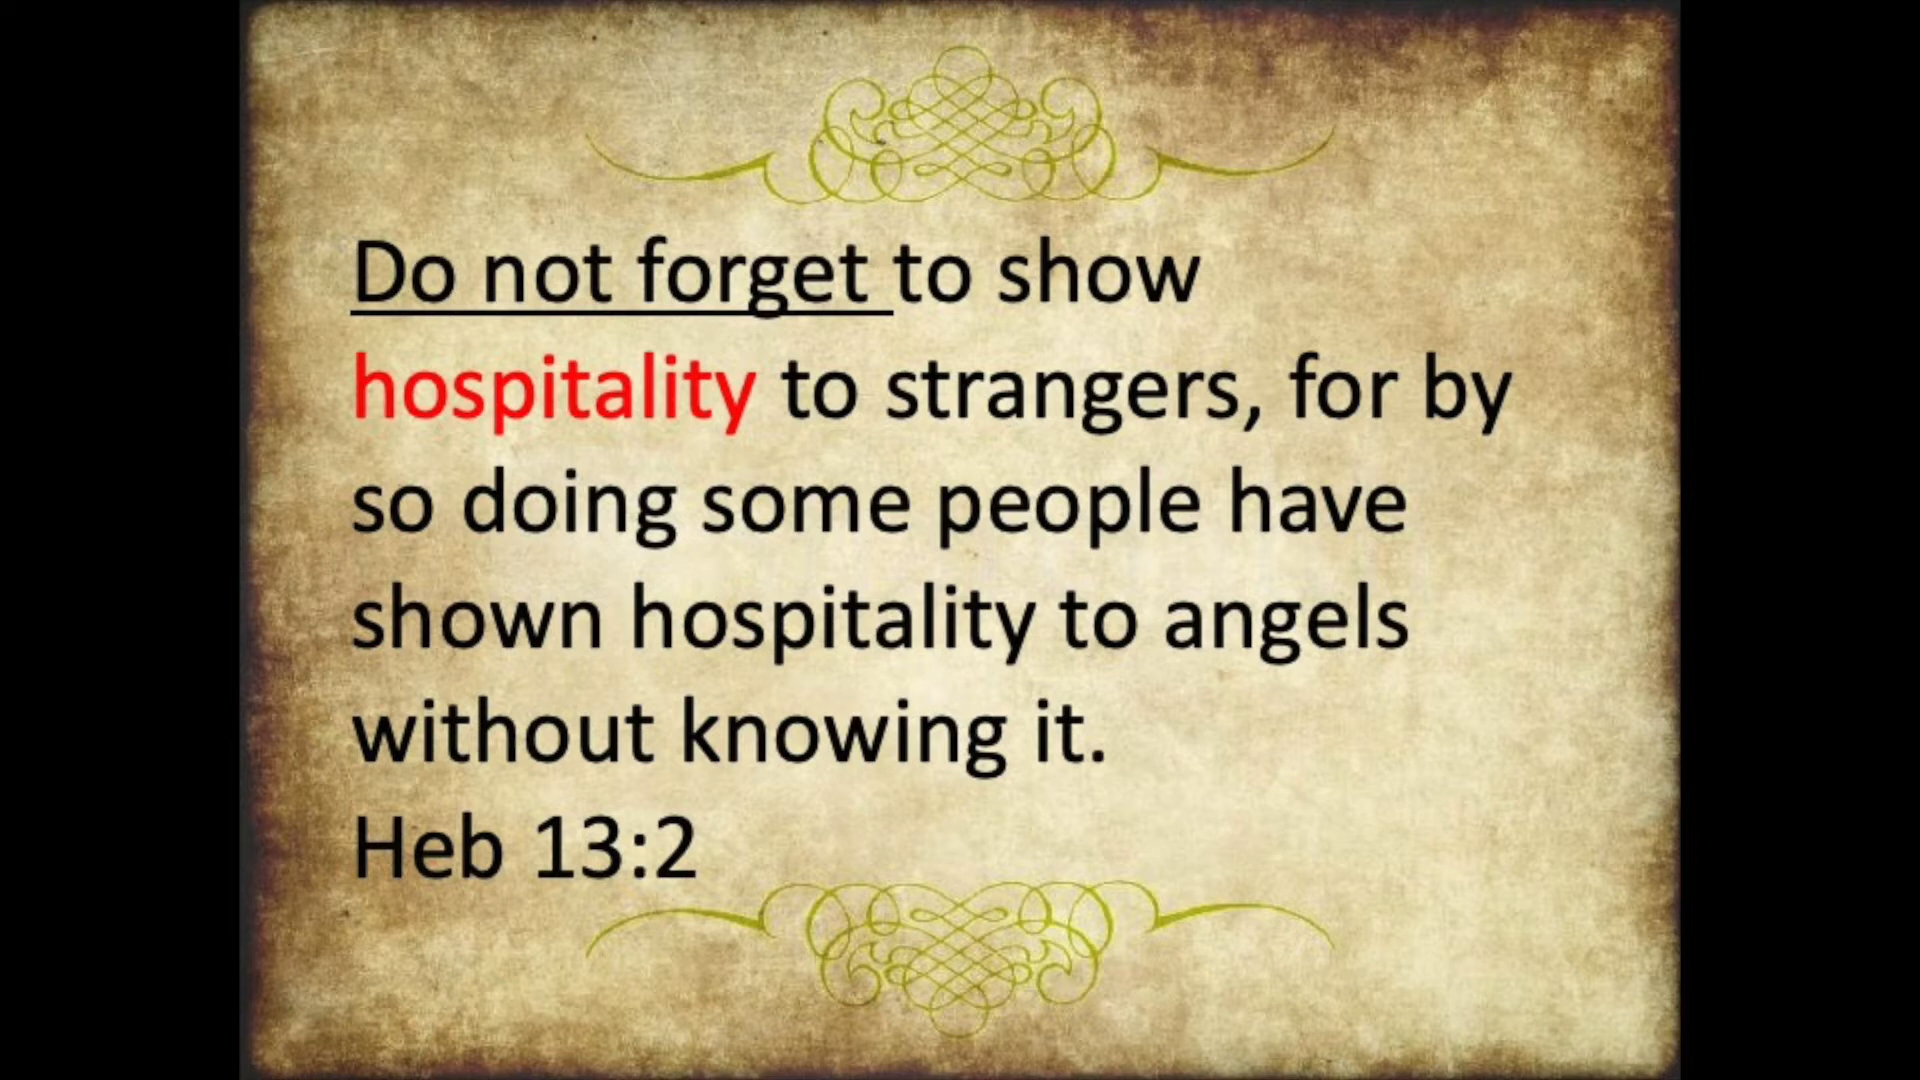 Do not forget to show
hospitality to strangers, for by
so doing some people have
shown hospitality to angels
without knowing it.
Heb 13:2